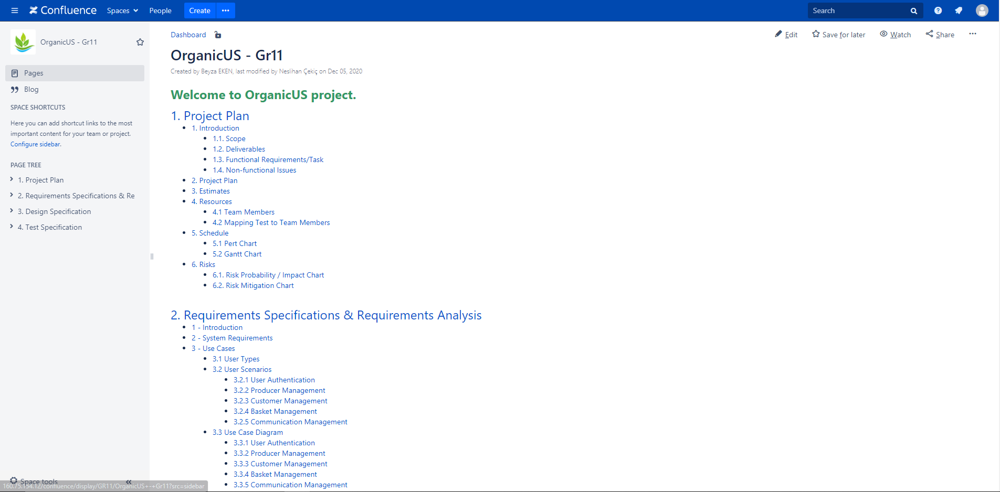 Confluence Spaces People Create ••• Search
OrganicUS - Gr11
Pages
Blog
SPACE SHORTCUTS
Here you can add shortcut links to the most
important content for your team or project.
Configure sidebar.
PAGE TREE
1. Project Plan
2. Requirements Specifications & Re
3. Design Specification
4. Test Specification
Space tools
160.75.154.12/confluence/display/GR11/OrganicUS+-+Gr11?src=sidebar
Dashboard
Edit Save for later Watch Share •••
OrganicUS - Gr11
Created by Beyza EKEN, last modified by Neslihan Çekiç on Dec 05, 2020
Welcome to OrganicUS project.
1. Project Plan
1. Introduction
1.1. Scope
1.2. Deliverables
1.3. Functional Requirements/Task
1.4. Non-functional Issues
2. Project Plan
3. Estimates
4. Resources
4.1 Team Members
4.2 Mapping Test to Team Members
5. Schedule
5.1 Pert Chart
5.2 Gantt Chart
6. Risks
6.1. Risk Probability / Impact Chart
6.2. Risk Mitigation Chart
2. Requirements Specifications & Requirements Analysis
1 - Introduction
2 - System Requirements
3 - Use Cases
3.1 User Types
3.2 User Scenarios
3.2.1 User Authentication
3.2.2 Producer Management
3.2.3 Customer Management
3.2.4 Basket Management
3.2.5 Communication Management
3.3 Use Case Diagram
3.3.1 User Authentication
3.3.2 Producer Management
3.3.3 Customer Management
3.3.4 Basket Management
3.3.5 Communication Management